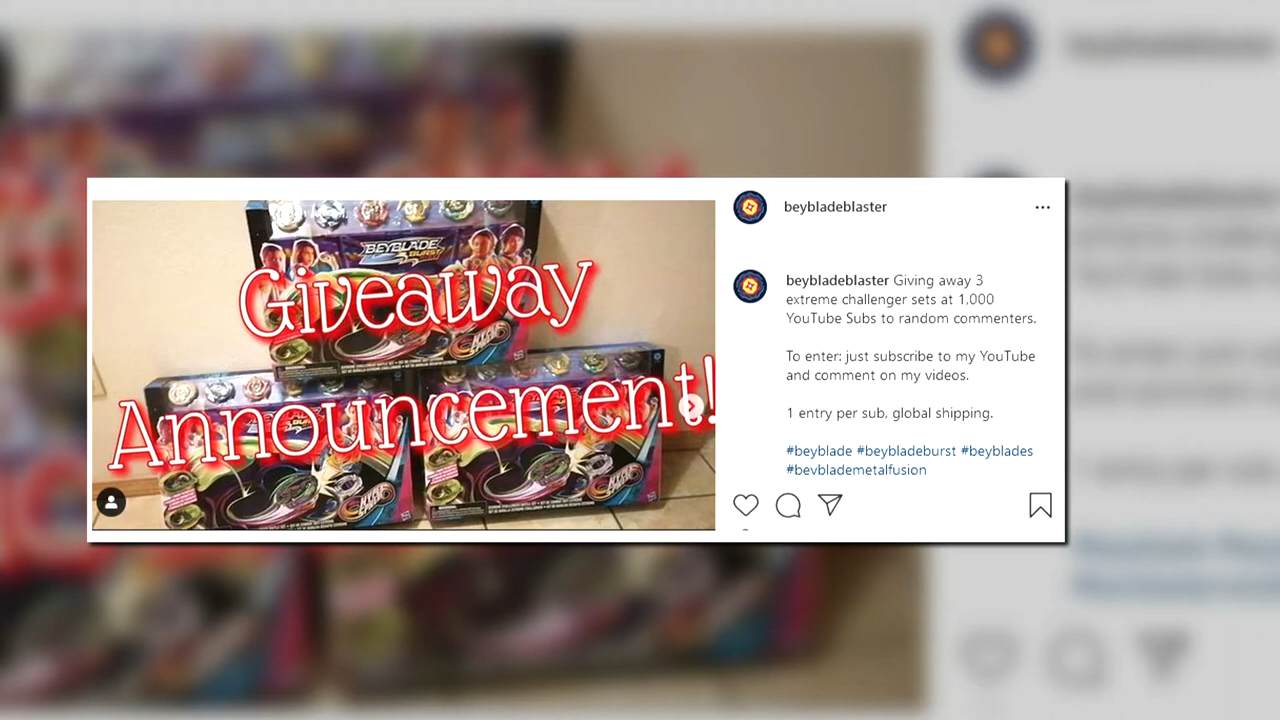 BEYBLADE
BURST
Giveaway
Announcement!
beybladeblaster
beybladeblaster Giving away 3
extreme challenger sets at 1,000
YouTube Subs to random commenters.
To enter: just subscribe to my YouTube
and comment on my videos.
1 entry per sub, global shipping.
#beyblade #beybladeburst #beyblades
#beyblademetalfusion